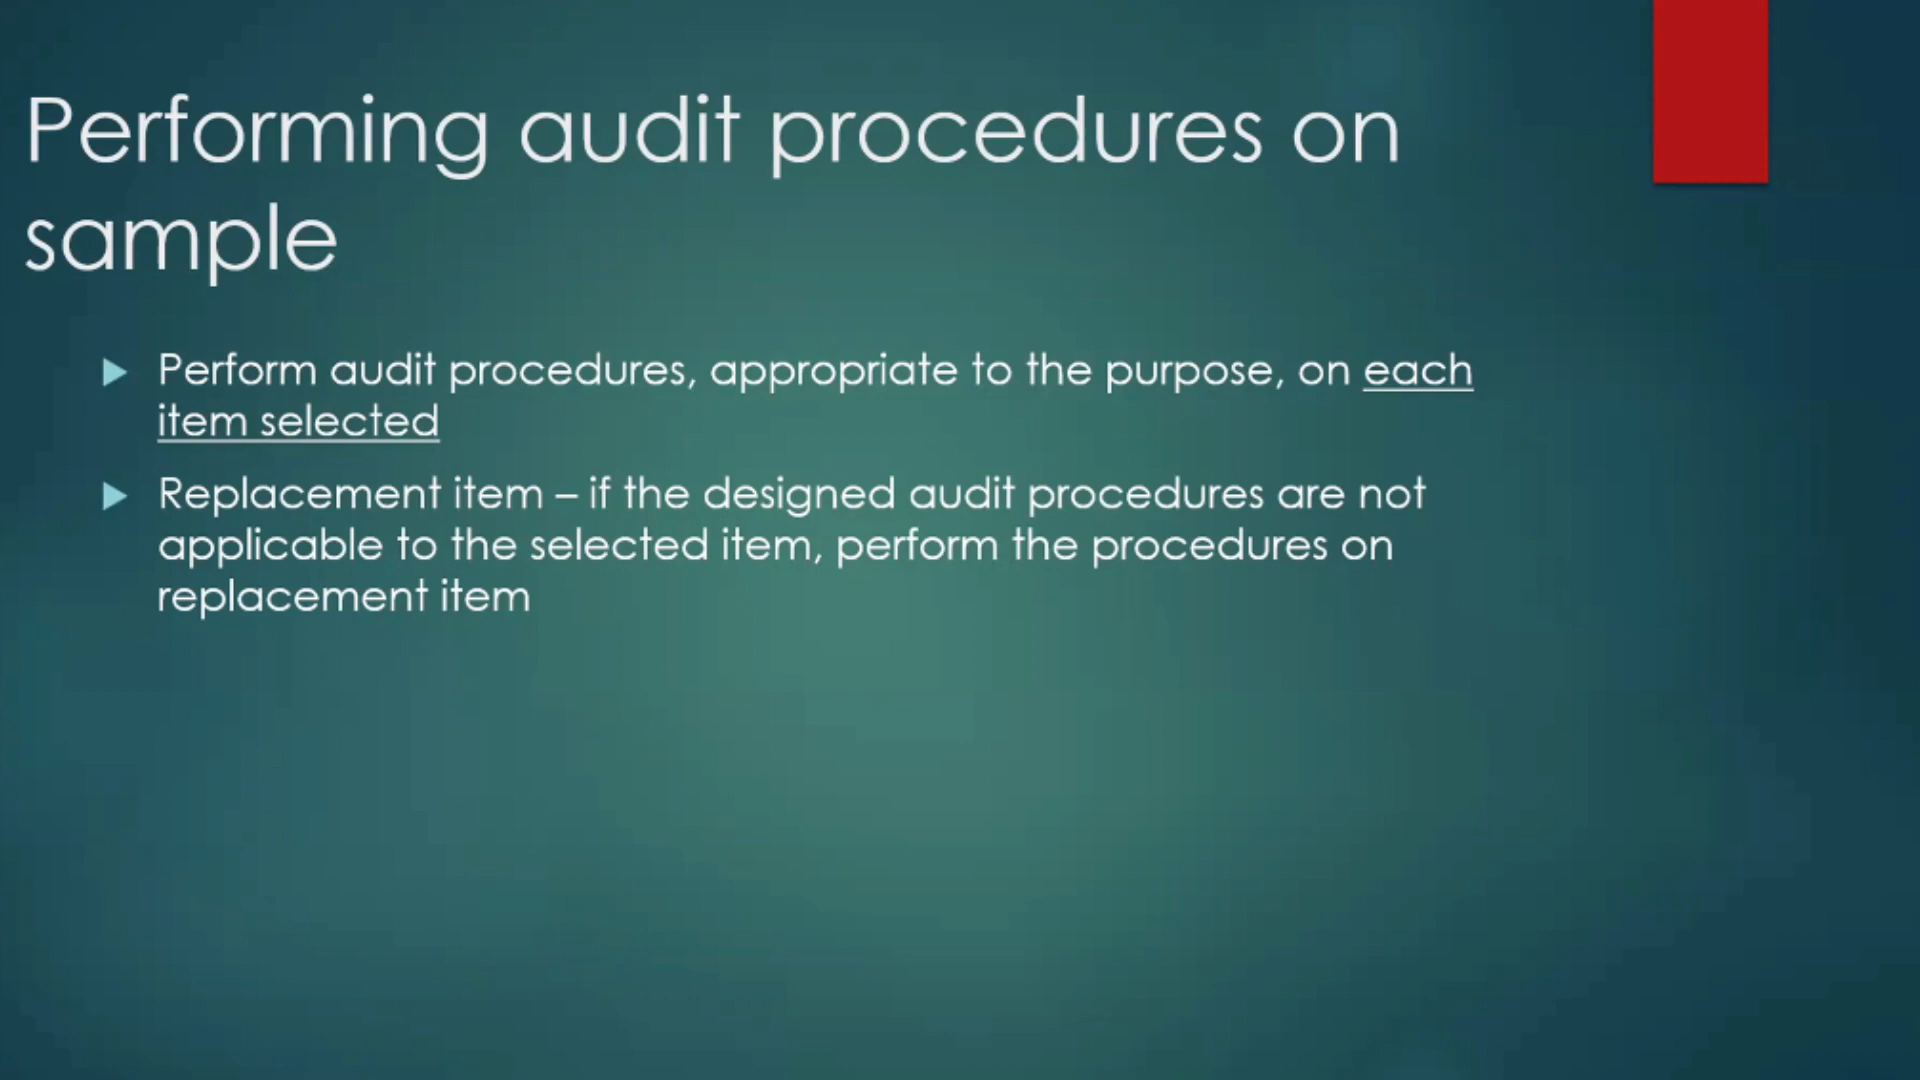 Performing audit procedures on
sample
Perform audit procedures, appropriate to the purpose, on each
item selected
Replacement item – if the designed audit procedures are not
applicable to the selected item, perform the procedures on
replacement item